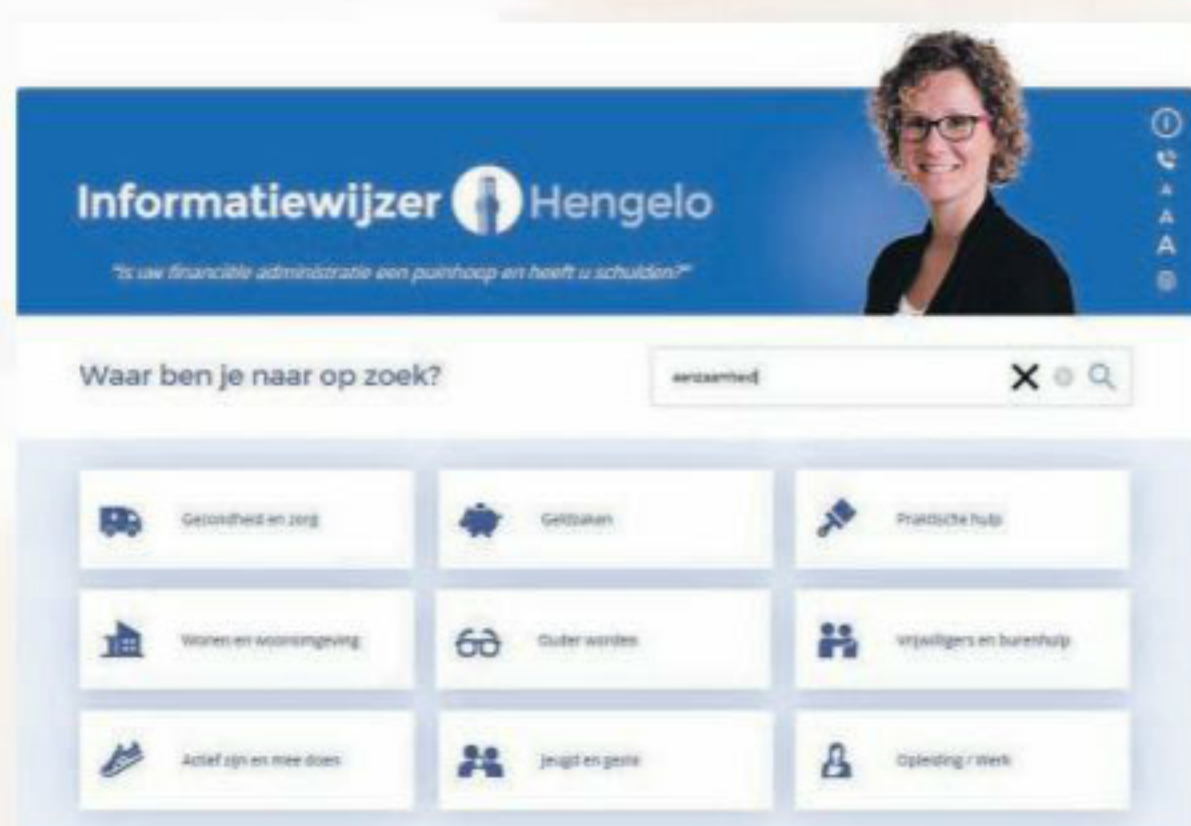 Informatiewijzer Hengelo
"Is uw financiële administratie een puinhoop en heeft u schulden?"
A
A
A
Waar ben je naar op zoek?
eenzaamheid
Gezondheid en zorg
Geldzaken
Praktische hulp
Wonen en woonomgeving
Ouder worden
Vrijwilligers en burenhulp
Actief zijn en mee doen
Jeugd en gezin
Opleiding / Werk